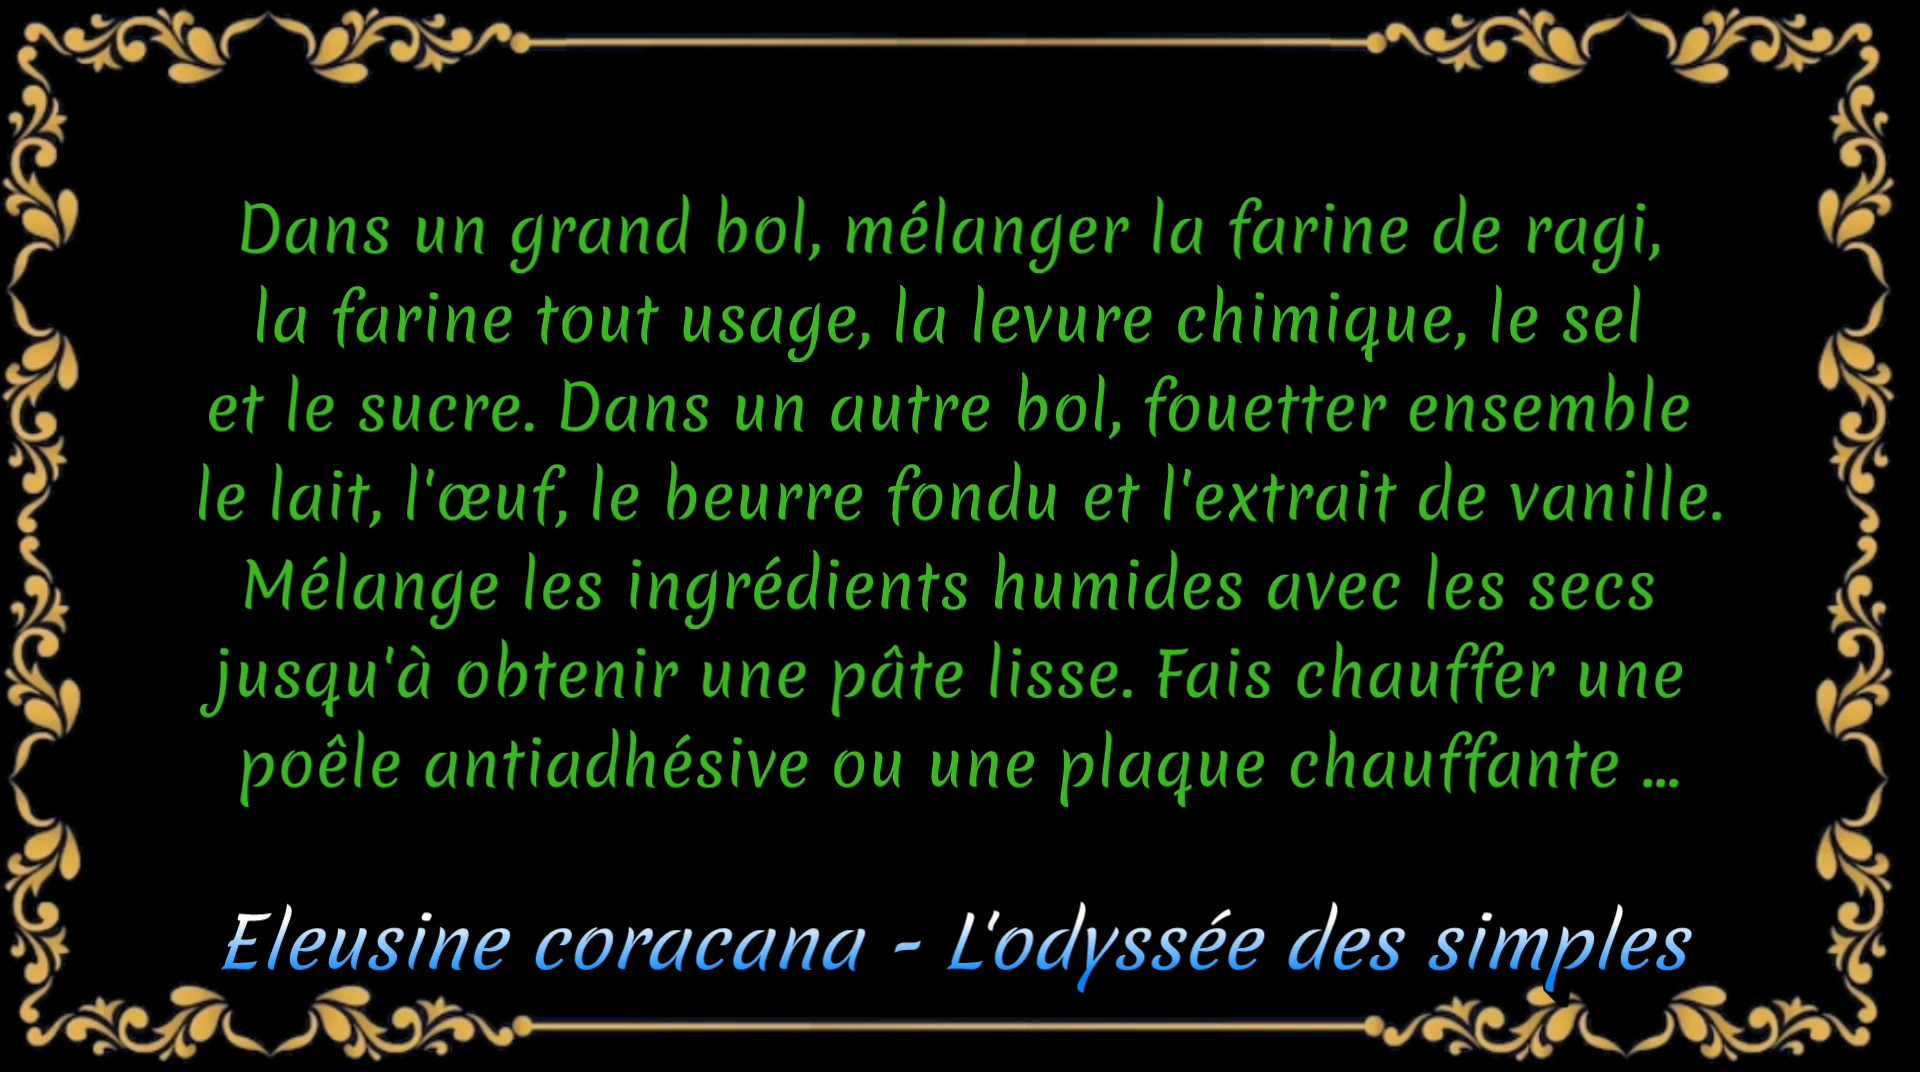 Dans un grand bol, mélanger la farine de ragi,
la farine tout usage, la levure chimique, le sel
et le sucre. Dans un autre bol, fouetter ensemble
le lait, l'œuf, le beurre fondu et l'extrait de vanille.
Mélange les ingrédients humides avec les secs
jusqu'à obtenir une pâte lisse. Fais chauffer une
poêle antiadhésive ou une plaque chauffante ...
Eleusine coracana - L'odyssée des simples